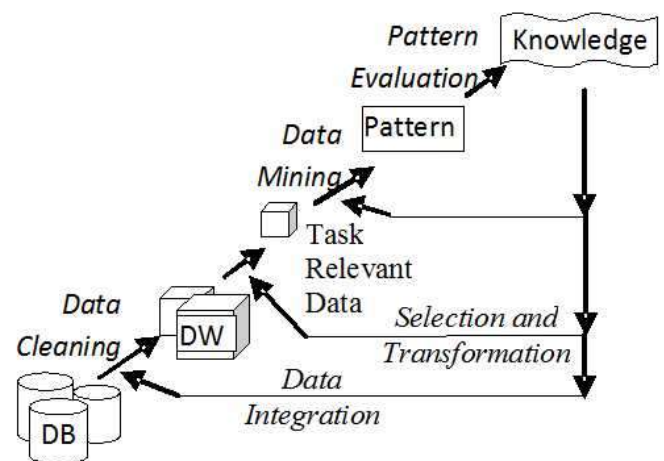 Pattern
Evaluation
Knowledge
Data
Mining
Pattern
Task
Relevant
Data
Data
Cleaning
DW
Selection and
Transformation
DB
Data
Integration